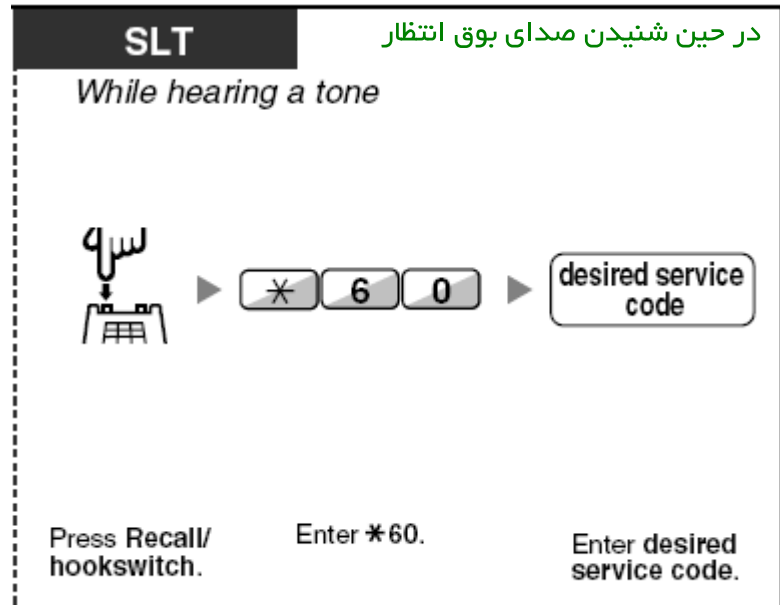 SLT
در حین شنیدن صدای بوق انتظار
While hearing a tone
* 6 0
desired service
code
Press Recall/
hookswitch.
Enter *60.
Enter desired
service code.